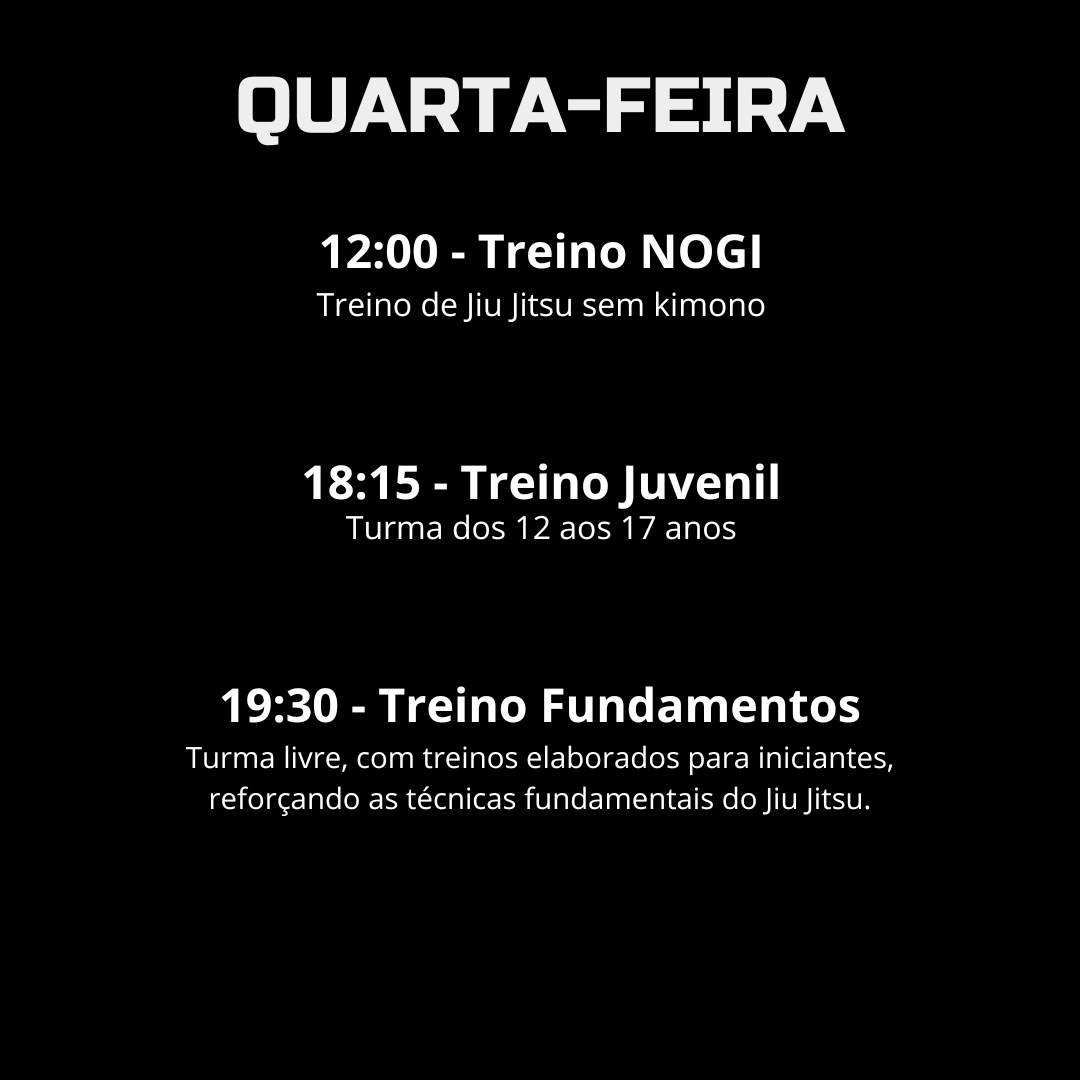 QUARTA-FEIRA
12:00 - Treino NOGI
Treino de Jiu Jitsu sem kimono
18:15 - Treino Juvenil
Turma dos 12 aos 17 anos
19:30 - Treino Fundamentos
Turma livre, com treinos elaborados para iniciantes,
reforçando as técnicas fundamentais do Jiu Jitsu.